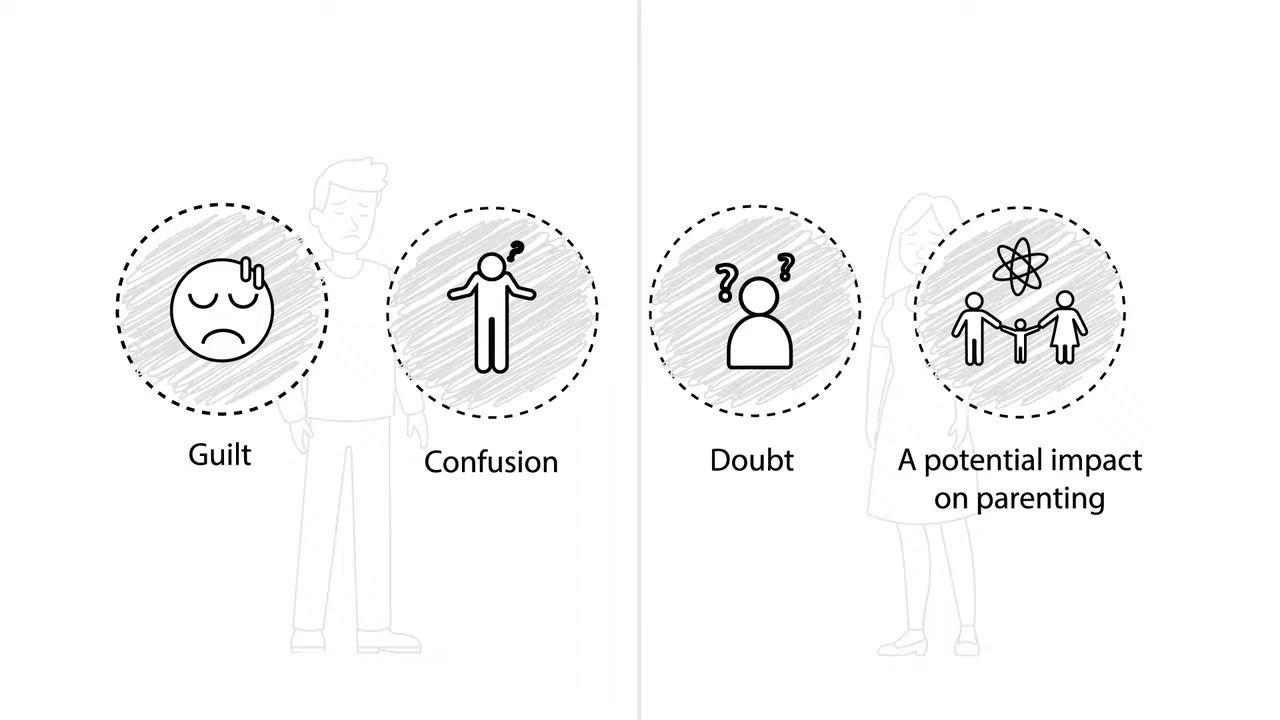 Guilt
Confusion
Doubt
A potential impact
on parenting